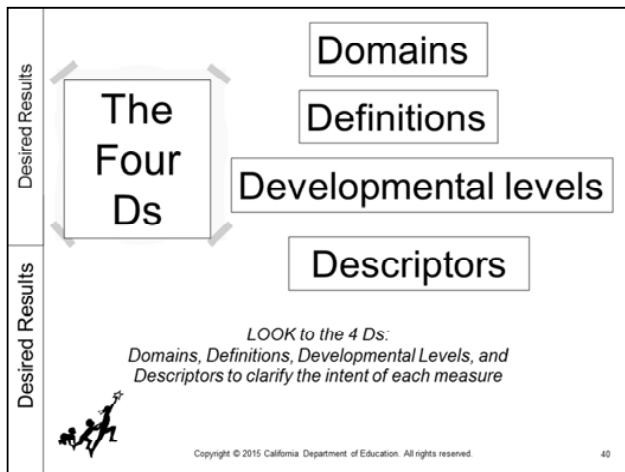 Desired Results
Desired Results
The
Four
Ds
Domains
Definitions
Developmental levels
Descriptors
LOOK to the 4 Ds:
Domains, Definitions, Developmental Levels, and
Descriptors to clarify the intent of each measure
Copyright © 2015 California Department of Education. All rights reserved.
40